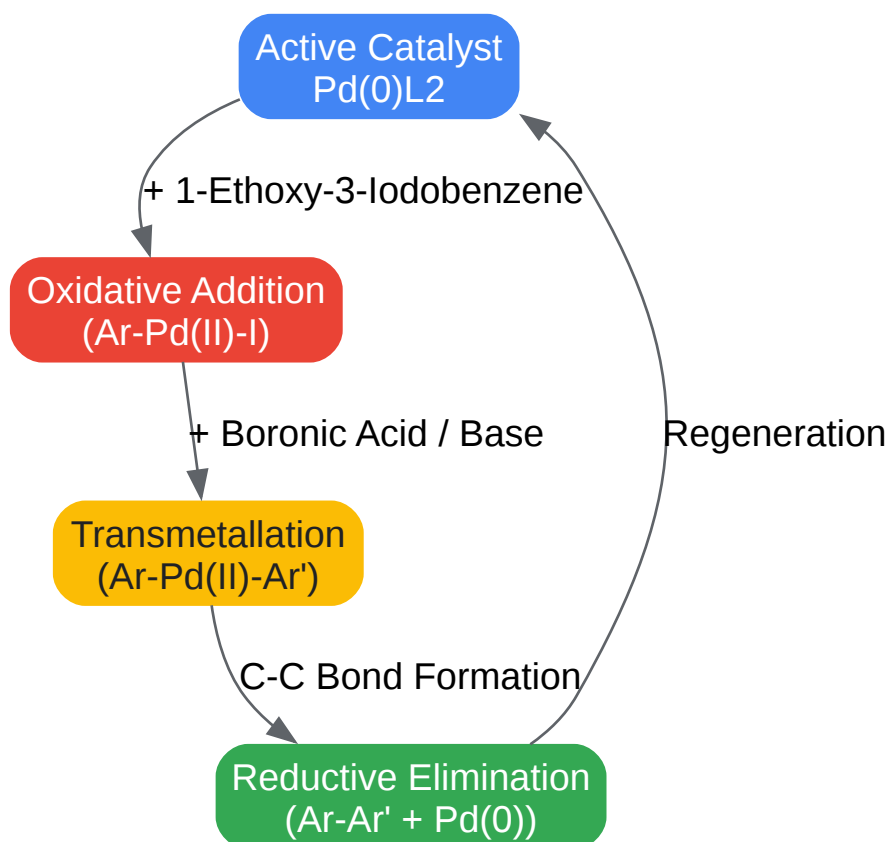 Active Catalyst
Pd(0)L2
+ 1-Ethoxy-3-Iodobenzene
Oxidative Addition
(Ar-Pd(II)-I)
+ Boronic Acid / Base
Regeneration
Transmetallation
(Ar-Pd(II)-Ar')
C-C Bond Formation
Reductive Elimination
(Ar-Ar' + Pd(0))